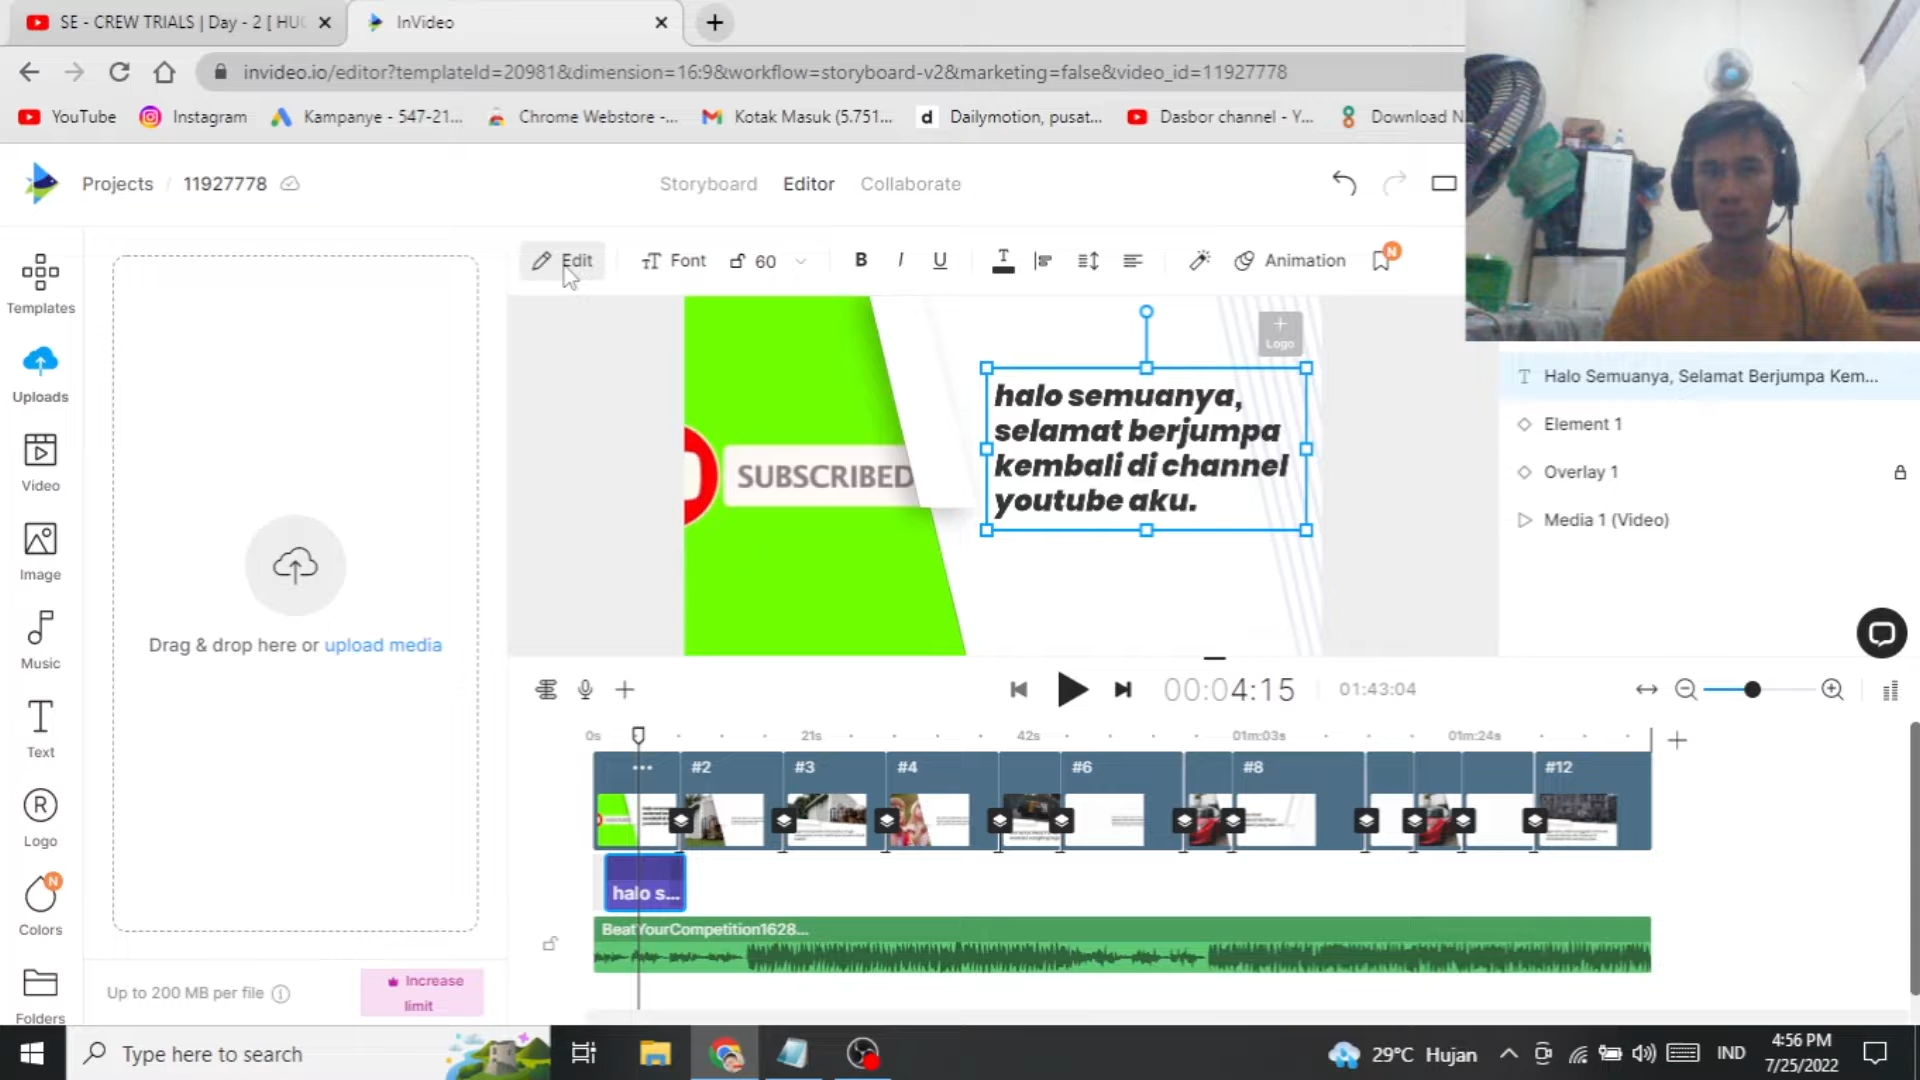 SE - CREW TRIALS | Day - 2 [ HU
InVideo
invideo.io/editor?templateId=20981&dimension=16:9&workflow=storyboard-v2&marketing=false&video_id=11927778
YouTube
Instagram
Kampanye - 547-21...
Chrome Webstore -...
Kotak Masuk (5.751...
d
Dailymotion, pusat...
Dasbor channel - Y...
Download N
Projects / 11927778
Storyboard
Editor
Collaborate
Edit
Font
60
B
I
U
Animation
N
Templates
Uploads
Video
Image
Music
Text
Logo
Colors
N
Folders
Drag & drop here or upload media
Up to 200 MB per file
Increase
limit
SUBSCRIBED
+
Logo
halo semuanya,
selamat berjumpa
kembali di channel
youtube aku.
Halo Semuanya, Selamat Berjumpa Kem...
Element 1
Overlay 1
Media 1 (Video)
00:04:15
01:43:04
0s
21s
42s
01m:03s
01m:24s
#2
#3
#4
#6
#8
#12
halo s...
BeatYourCompetition1628...
Type here to search
29°C Hujan
IND
4:56 PM
7/25/2022